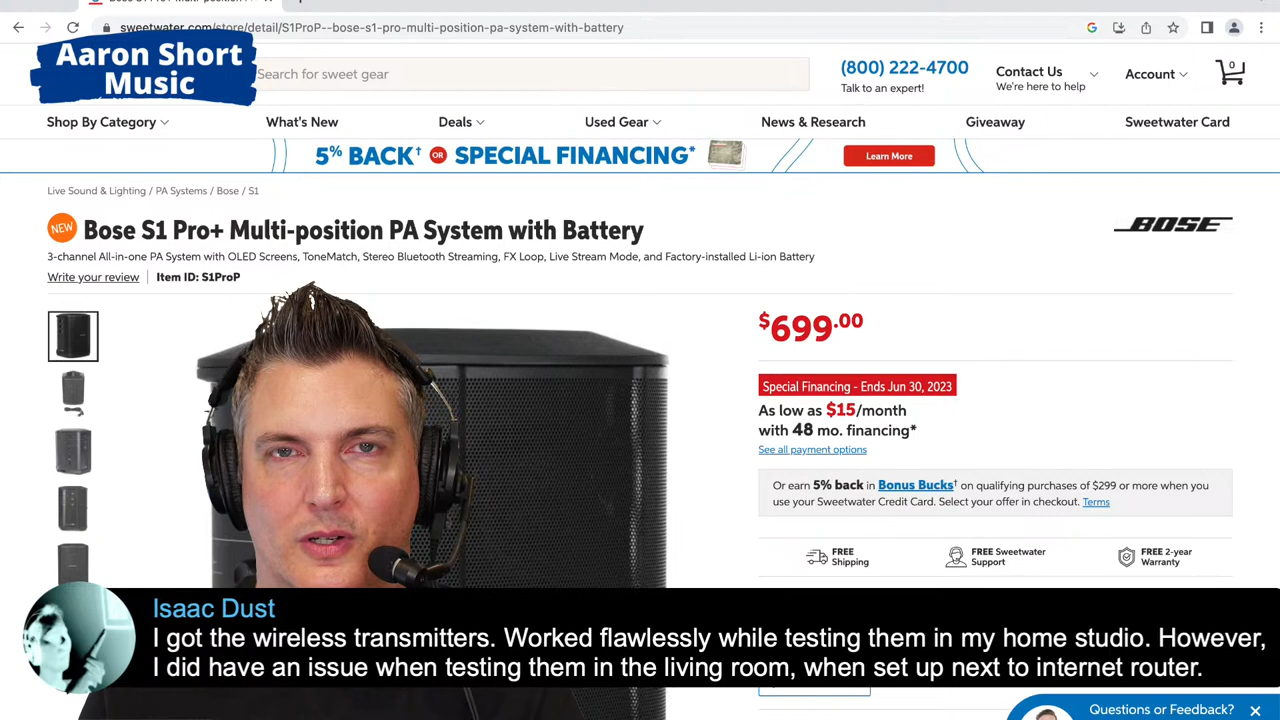 sweetwater.com/store/detail/S1ProP--bose-s1-pro-multi-position-pa-system-with-battery
Aaron Short
Music
Search for sweet gear
(800) 222-4700
Talk to an expert!
Contact Us
We're here to help
Account
0
Shop By Category
What's New
Deals
Used Gear
News & Research
Giveaway
Sweetwater Card
5% BACK† OR SPECIAL FINANCING*
Learn More
Live Sound & Lighting / PA Systems / Bose / S1
NEW
Bose S1 Pro+ Multi-position PA System with Battery
BOSE
3-channel All-in-one PA System with OLED Screens, ToneMatch, Stereo Bluetooth Streaming, FX Loop, Live Stream Mode, and Factory-installed Li-ion Battery
Write your review
Item ID: S1ProP
$699.00
Special Financing - Ends Jun 30, 2023
As low as $15/month
with 48 mo. financing*
See all payment options
Or earn 5% back in Bonus Bucks† on qualifying purchases of $299 or more when you
use your Sweetwater Credit Card. Select your offer in checkout. Terms
FREE
Shipping
FREE Sweetwater
Support
FREE 2-year
Warranty
Isaac Dust
I got the wireless transmitters. Worked flawlessly while testing them in my home studio. However,
I did have an issue when testing them in the living room, when set up next to internet router.
Questions or Feedback?